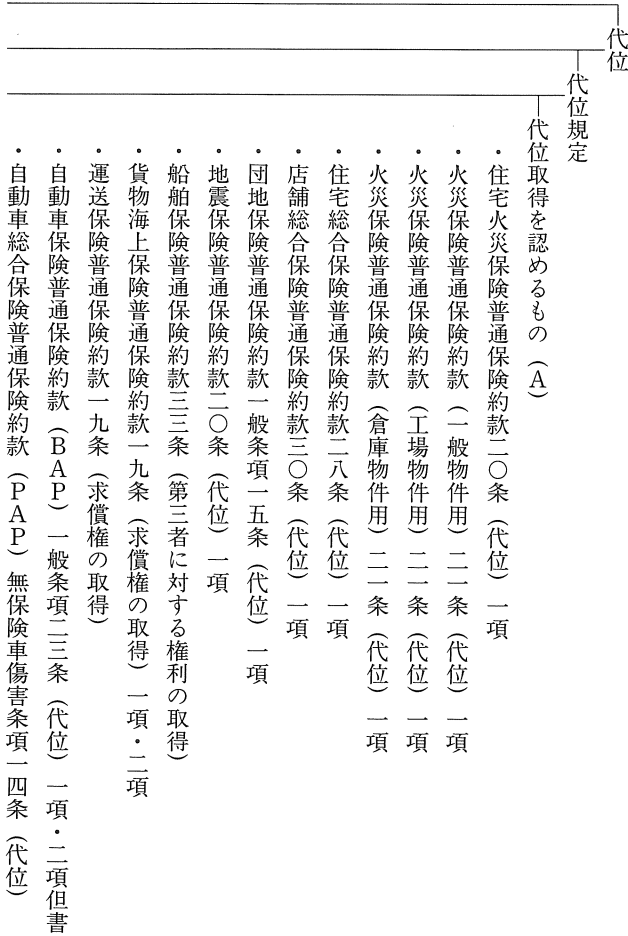 代位
代位規定
代位取得を認めるもの（Ａ）
・住宅火災保険普通保険約款二〇条（代位）一項
・火災保険普通保険約款（一般物件用）二一条（代位）一項
・火災保険普通保険約款（工場物件用）二一条（代位）一項
・火災保険普通保険約款（倉庫物件用）二一条（代位）一項
・住宅総合保険普通保険約款二八条（代位）一項
・店舗総合保険普通保険約款三〇条（代位）一項
・団地保険普通保険約款一般条項一五条（代位）一項
・地震保険普通保険約款二〇条（代位）一項
・船舶保険普通保険約款三三条（第三者に対する権利の取得）
・貨物海上保険普通保険約款一九条（求償権の取得）一項・二項
・運送保険普通保険約款一九条（求償権の取得）
・自動車保険普通保険約款（ＢＡＰ）一般条項二三条（代位）一項・二項但書
・自動車総合保険普通保険約款（ＰＡＰ）無保険車傷害条項一四条（代位）